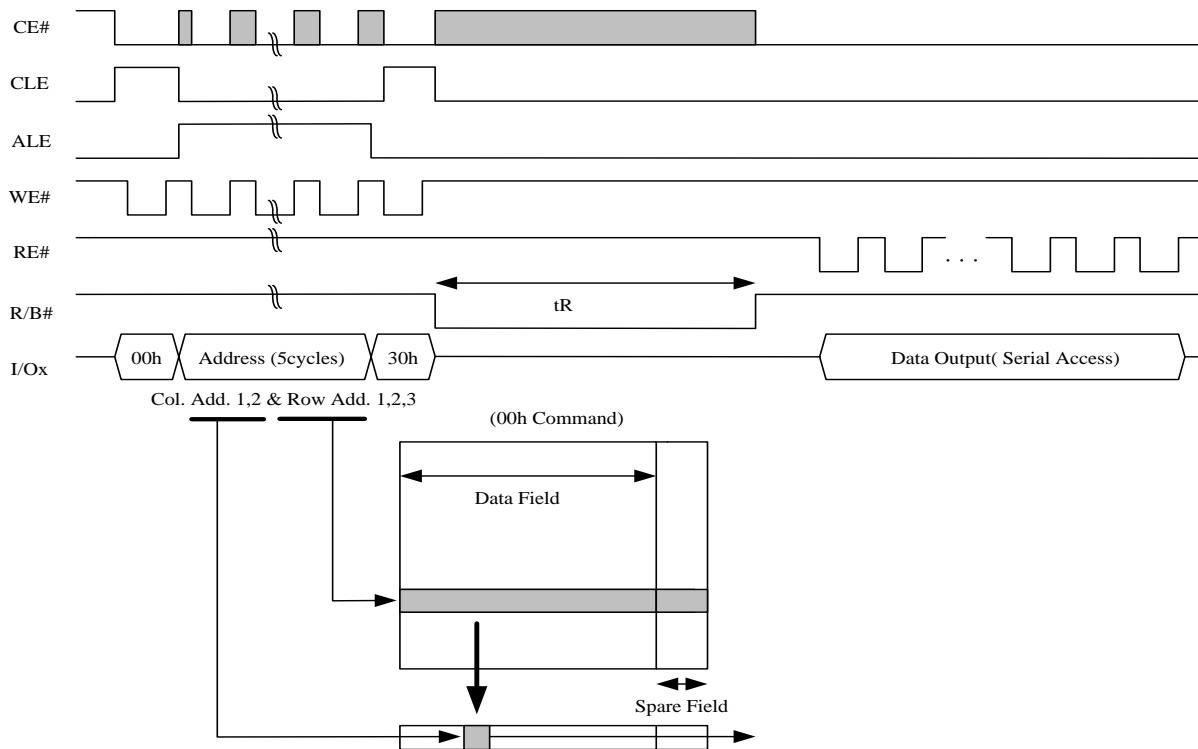 CE#
CLE
ALE
WE#
RE#
. . .
R/B#
tR
I/Ox
00h
Address (5cycles)
30h
Data Output( Serial Access)
Col. Add. 1,2 & Row Add. 1,2,3
(00h Command)
Data Field
Spare Field